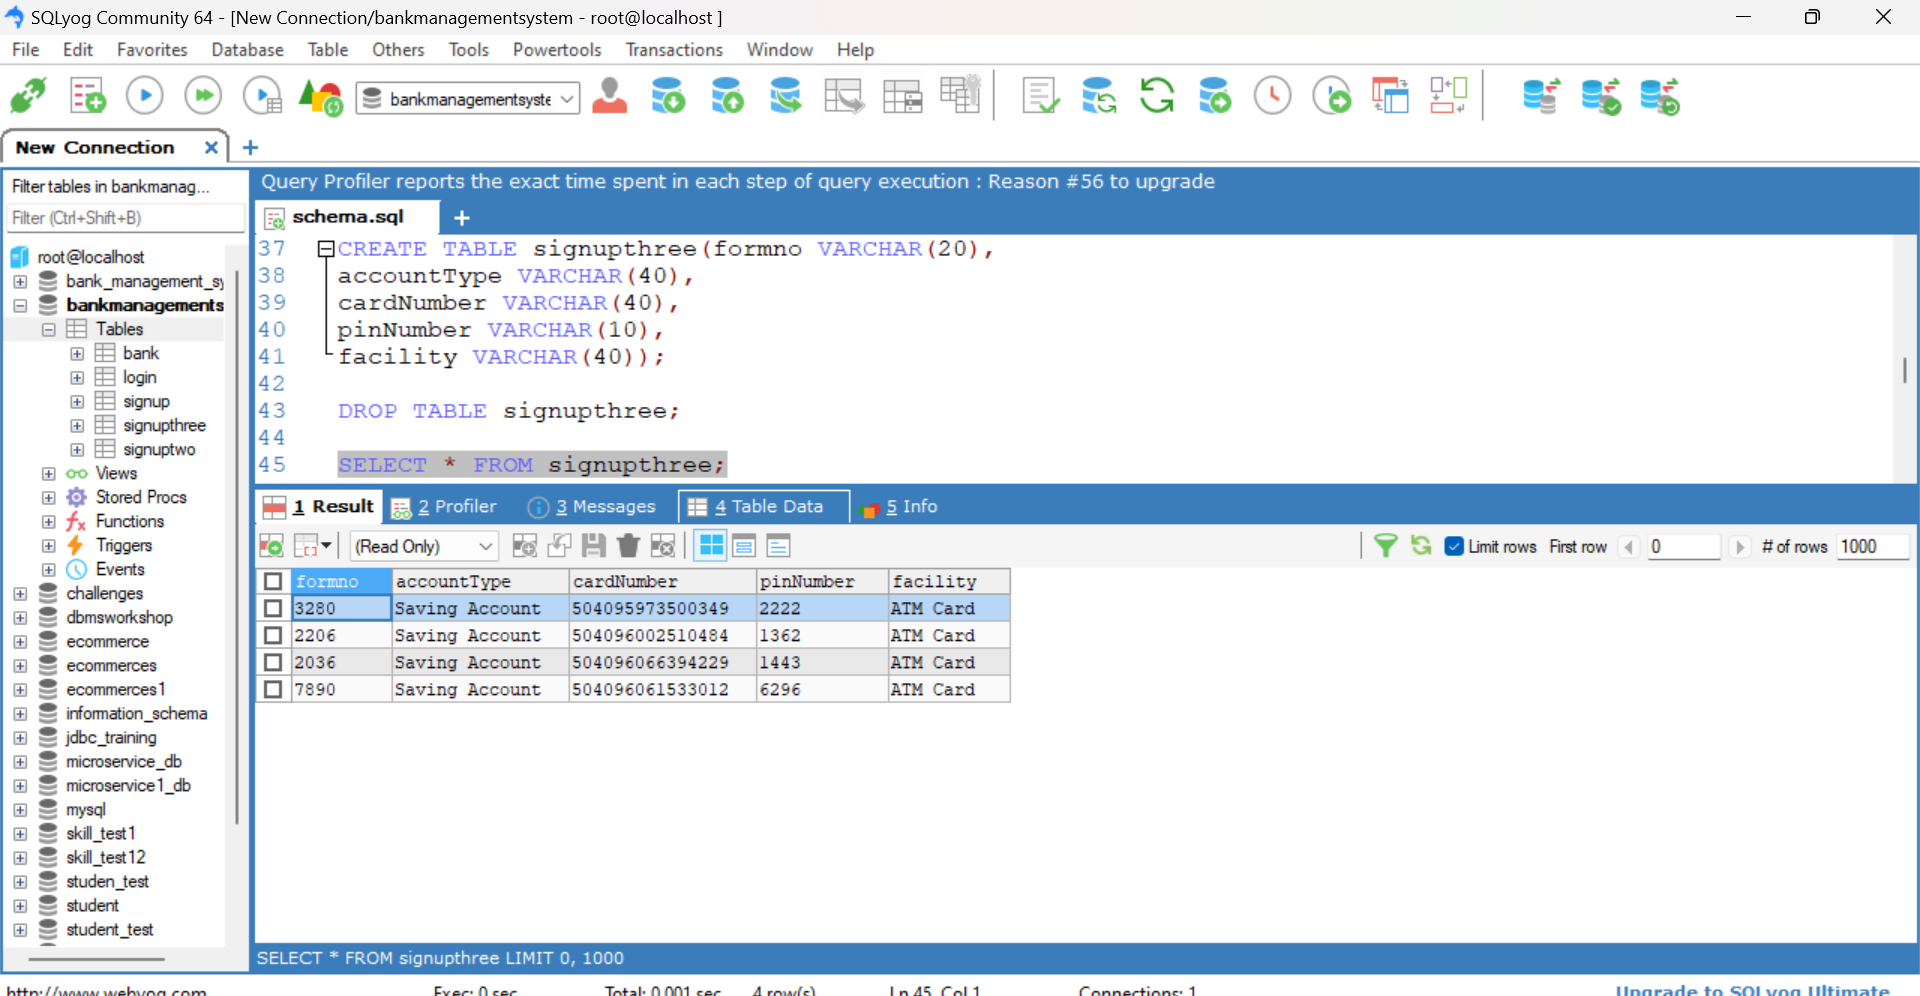 SQLyog Community 64 - [New Connection/bankmanagementsystem - root@localhost ]
File Edit Favorites Database Table Others Tools Powertools Transactions Window Help
bankmanagementsyste
New Connection
Filter tables in bankmanag...
Filter (Ctrl+Shift+B)
root@localhost
bank_management_sy
bankmanagements
Tables
bank
login
signup
signupthree
signuptwo
Views
Stored Procs
Functions
Triggers
Events
challenges
dbmsworkshop
ecommerce
ecommerces
ecommerces1
information_schema
jdbc_training
microservice_db
microservice1_db
mysql
skill_test1
skill_test12
studen_test
student
student_test
Query Profiler reports the exact time spent in each step of query execution : Reason #56 to upgrade
schema.sql
37 CREATE TABLE signupthree(formno VARCHAR(20),
38 accountType VARCHAR(40),
39 cardNumber VARCHAR(40),
40 pinNumber VARCHAR(10),
41 facility VARCHAR(40));
42
43 DROP TABLE signupthree;
44
45 SELECT * FROM signupthree;
1 Result 2 Profiler 3 Messages 4 Table Data 5 Info
(Read Only) Limit rows First row 0 # of rows 1000
formno accountType cardNumber pinNumber facility
3280 Saving Account 504095973500349 2222 ATM Card
2206 Saving Account 504096002510484 1362 ATM Card
2036 Saving Account 504096066394229 1443 ATM Card
7890 Saving Account 504096061533012 6296 ATM Card
SELECT * FROM signupthree LIMIT 0, 1000
http://www.webyog.com Exec: 0 sec Total: 0.001 sec 4 row(s) Ln 45, Col 1 Connections: 1 Upgrade to SQLyog Ultimate